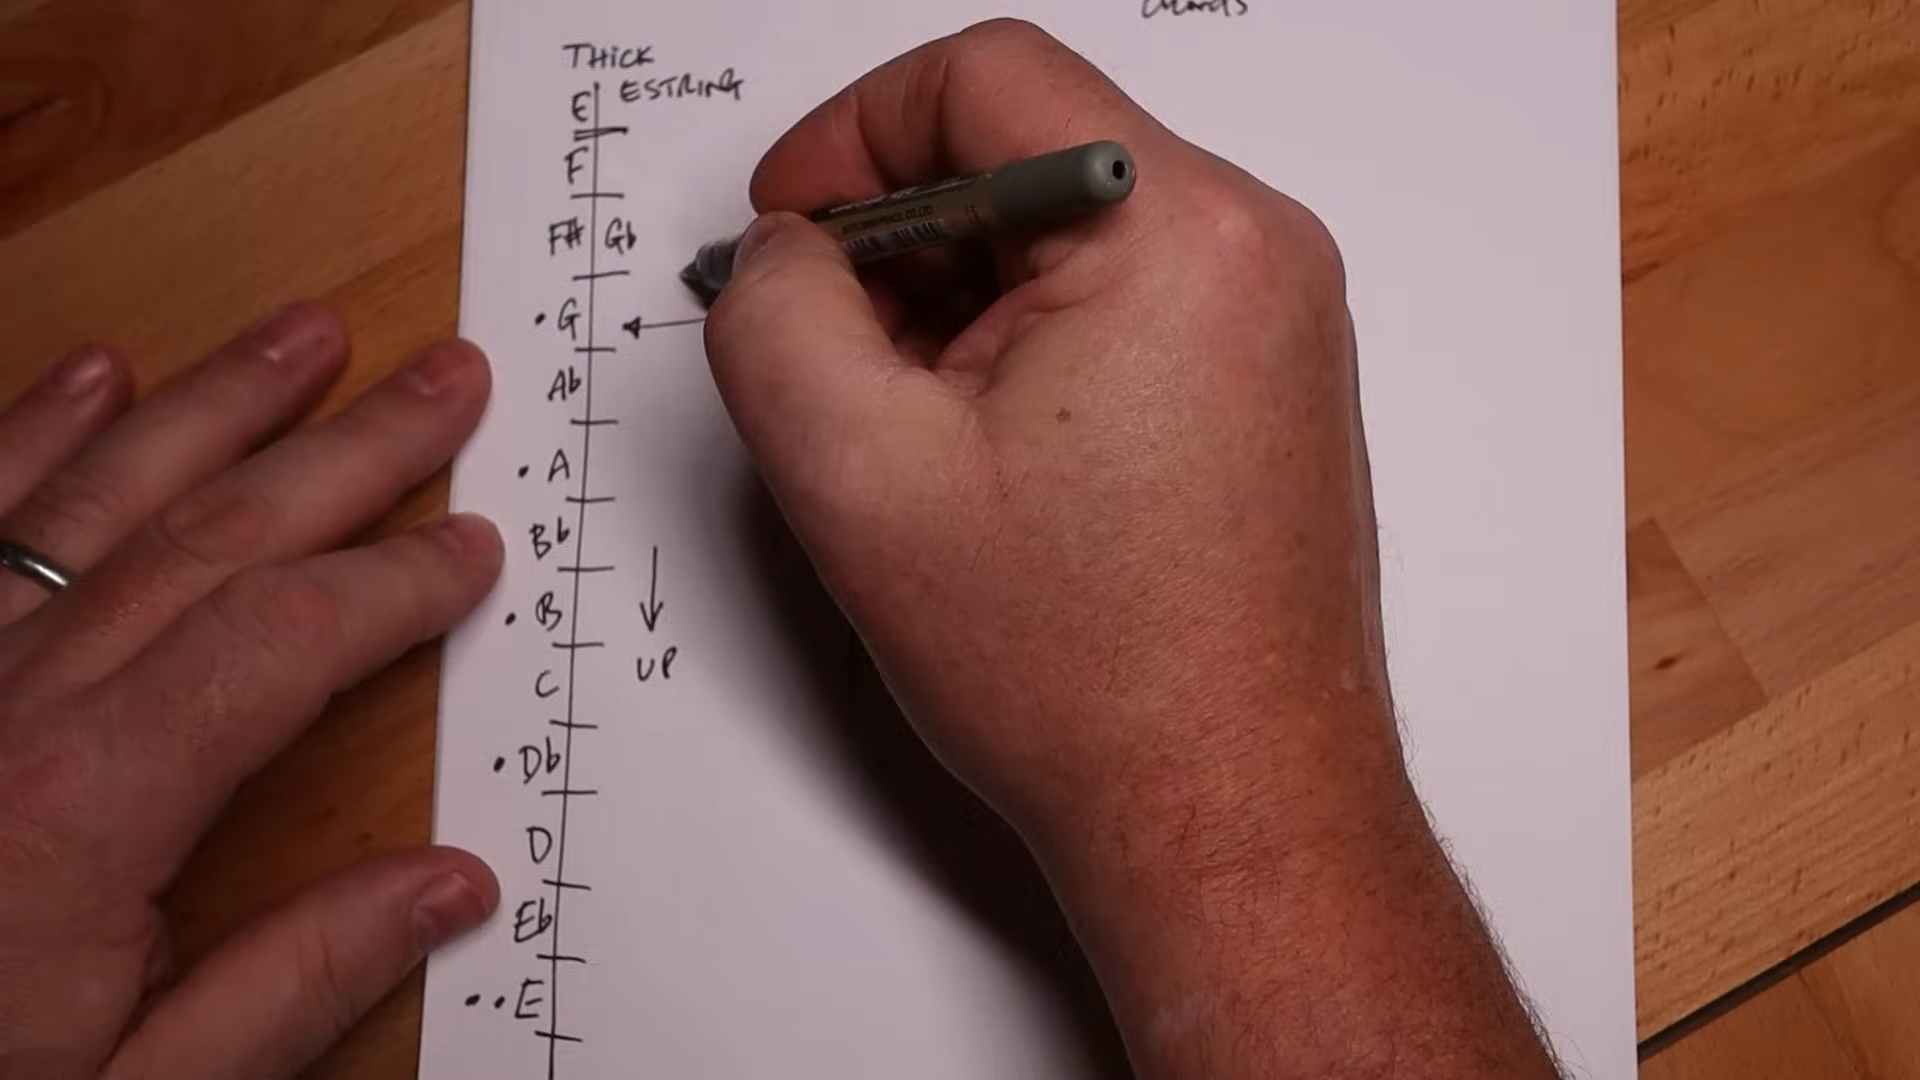 THICK
E STRING
E
F
F# Gb
• G
Ab
• A
Bb
• B
UP
C
• Db
D
Eb
• • E